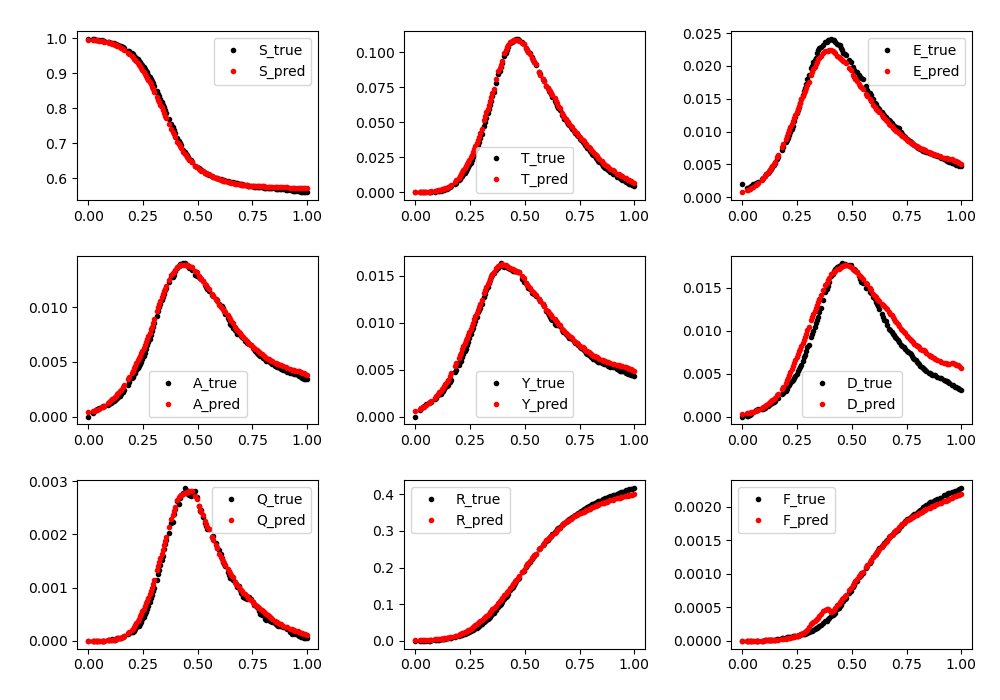 1.0
0.9
0.8
0.7
0.6
0.00 0.25 0.50 0.75 1.00
S_true
S_pred
0.100
0.075
0.050
0.025
0.000
0.00 0.25 0.50 0.75 1.00
T_true
T_pred
0.025
0.020
0.015
0.010
0.005
0.000
0.00 0.25 0.50 0.75 1.00
E_true
E_pred
0.010
0.005
0.000
0.00 0.25 0.50 0.75 1.00
A_true
A_pred
0.015
0.010
0.005
0.000
0.00 0.25 0.50 0.75 1.00
Y_true
Y_pred
0.015
0.010
0.005
0.000
0.00 0.25 0.50 0.75 1.00
D_true
D_pred
0.003
0.002
0.001
0.000
0.00 0.25 0.50 0.75 1.00
Q_true
Q_pred
0.4
0.3
0.2
0.1
0.0
0.00 0.25 0.50 0.75 1.00
R_true
R_pred
0.0020
0.0015
0.0010
0.0005
0.0000
0.00 0.25 0.50 0.75 1.00
F_true
F_pred